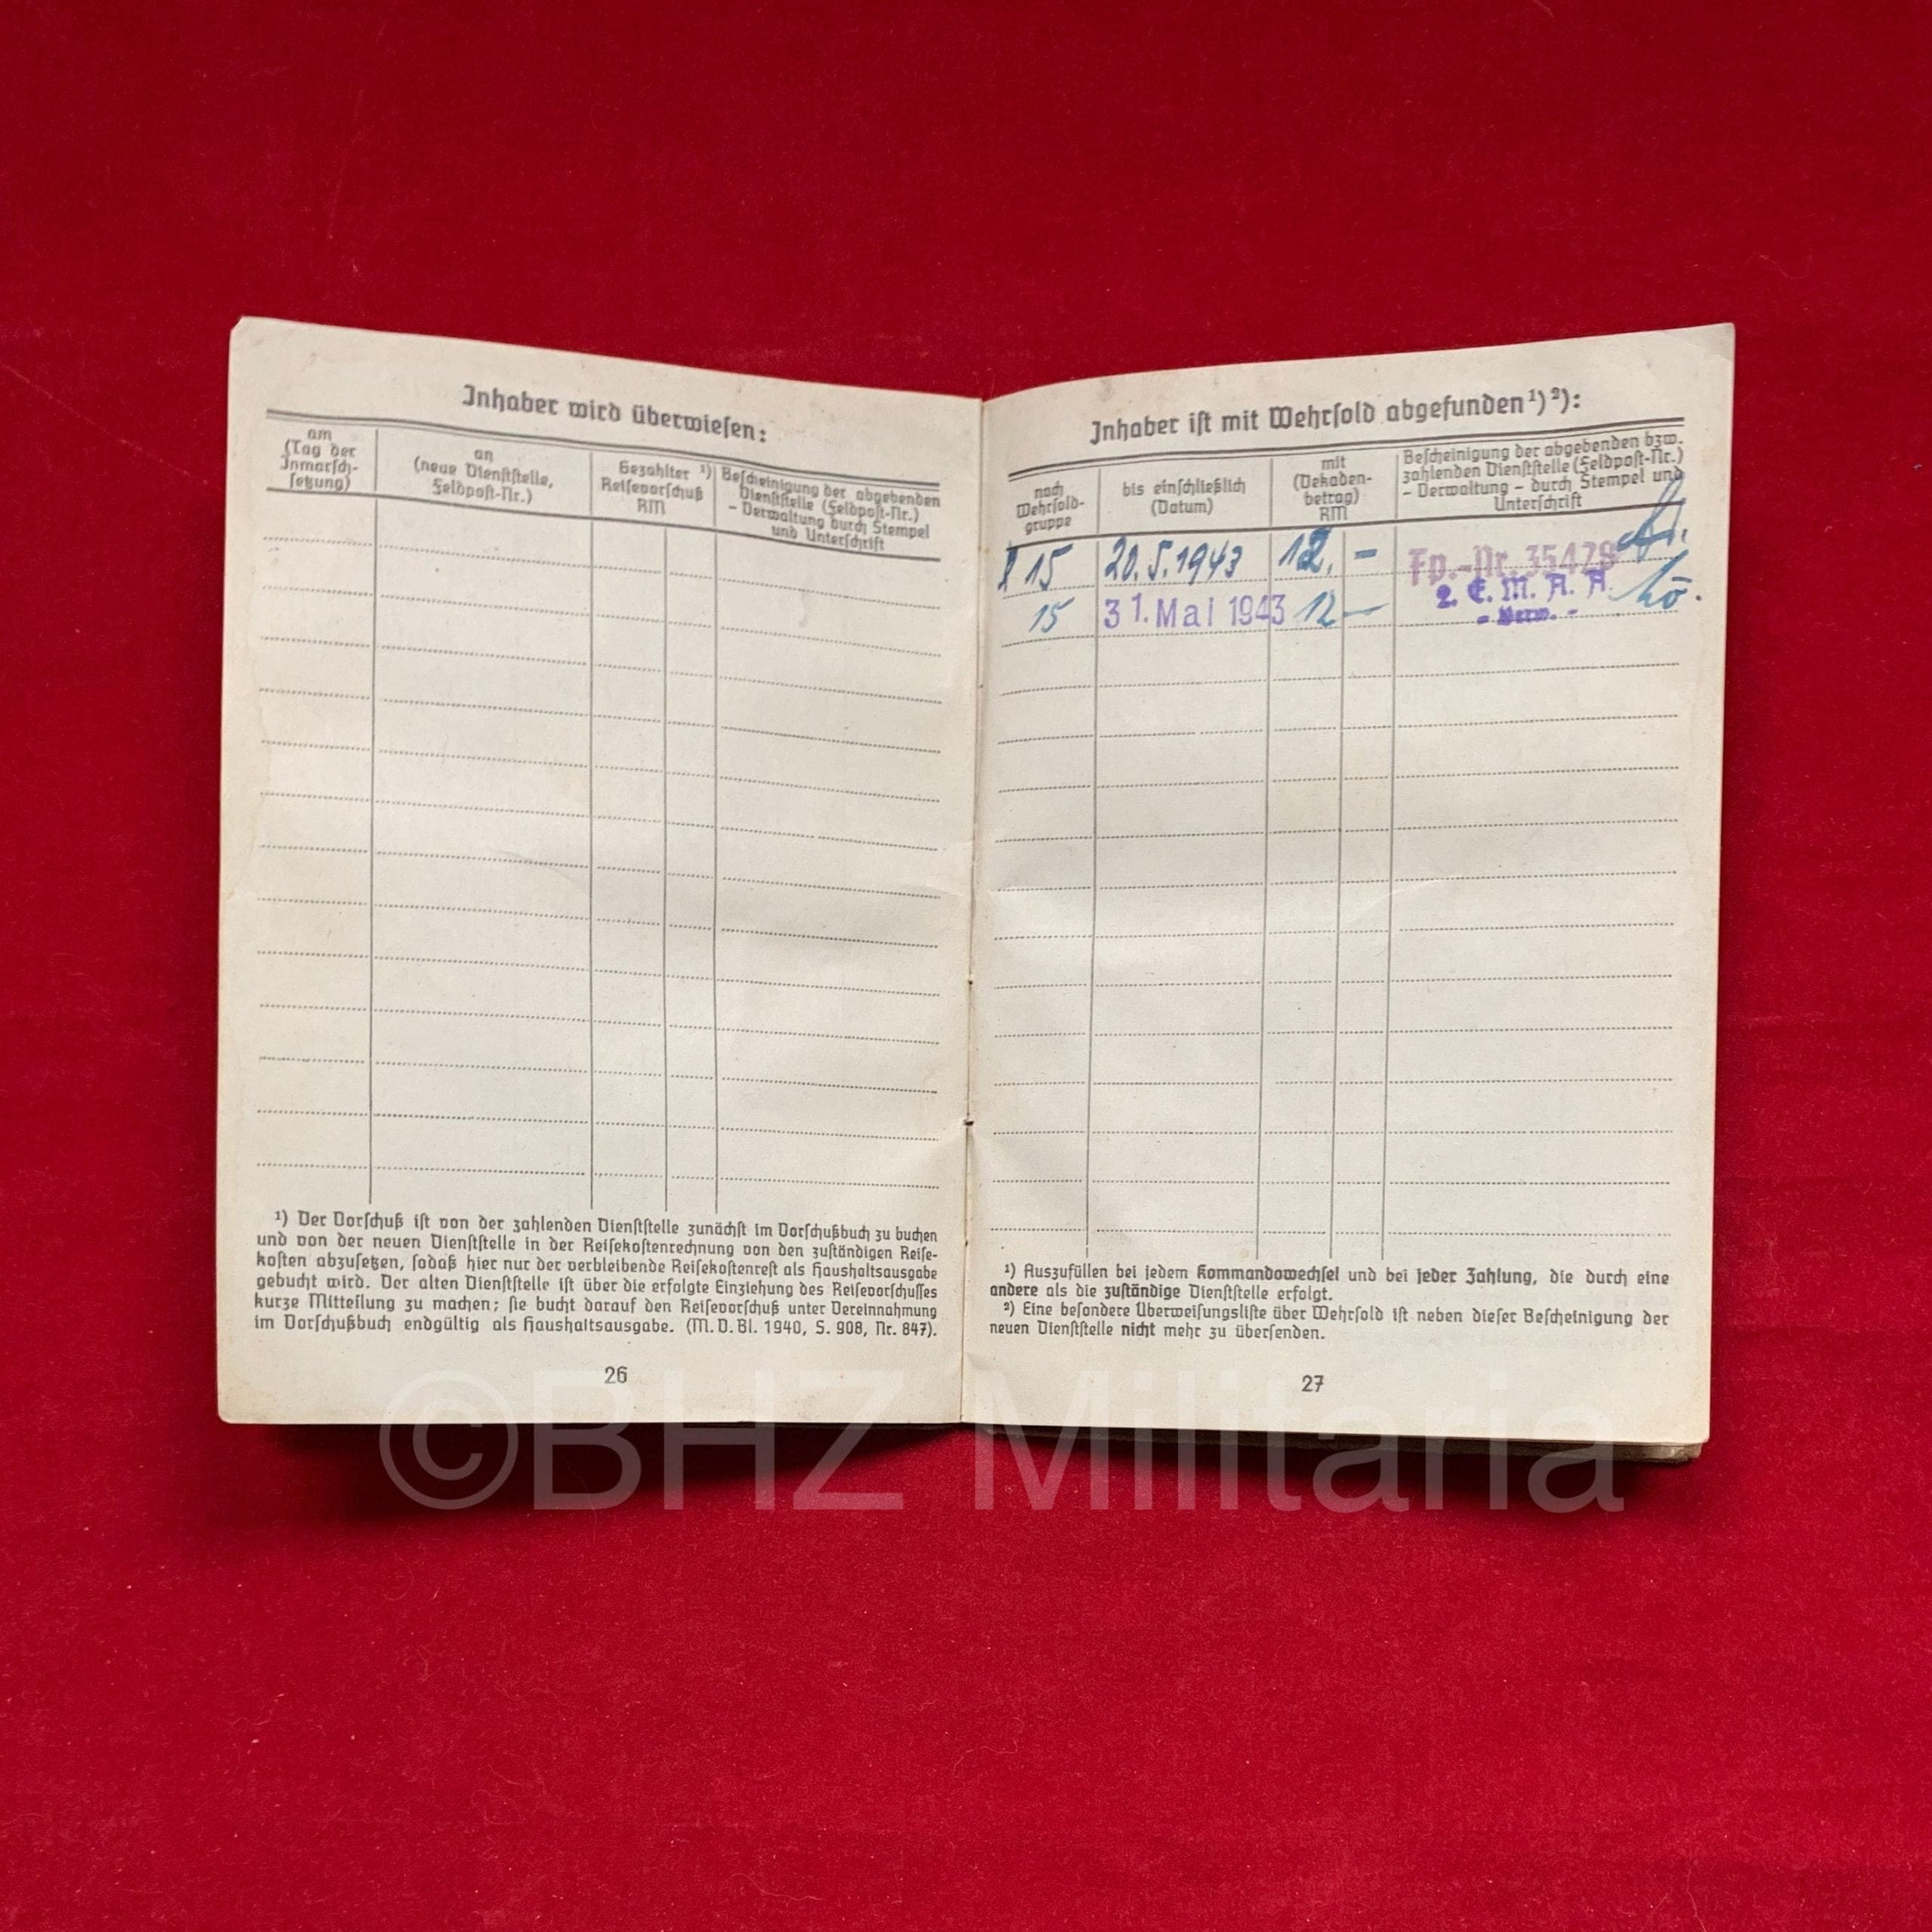 Inhaber wird überwiesen:
am
(Tag der
Inmarsch-
setzung)
an
(neue Dienststelle,
Feldpost-Nr.)
Gezahlter ¹)
Reisevorschuß
RM
Bescheinigung der abgebenden
Dienststelle (Feldpost-Nr.)
- Verwaltung durch Stempel
und Unterschrift
¹) Der Vorschuß ist von der zahlenden Dienststelle zunächst im Vorschußbuch zu buchen
und von der neuen Dienststelle in der Reisekostenrechnung von den zuständigen Reise-
kosten abzusetzen, sodaß hier nur der verbleibende Reisekostenrest als Haushaltsausgabe
gebucht wird. Der alten Dienststelle ist über die erfolgte Einziehung des Reisevorschusses
kurze Mitteilung zu machen; sie bucht darauf den Reisevorschuß unter Vereinnahmung
im Vorschußbuch endgültig als Haushaltsausgabe. (M. D. Bl. 1940, S. 908, Nr. 847).
26
Inhaber ist mit Wehrsold abgefunden¹)²):
nach
Wehrsold-
gruppe
bis einschließlich
(Datum)
mit
(Dekaden-
betrag)
RM
Bescheinigung der abgebenden bzw.
zahlenden Dienststelle (Feldpost-Nr.)
- Verwaltung - durch Stempel und
Unterschrift
15 20.5.1943 12. - Fp.-Nr. 35479
15 31. Mai 1943 12 - 2. E. M. A. A.
- Verw. -
¹) Auszufüllen bei jedem Kommandowechsel und bei jeder Zahlung, die durch eine
andere als die zuständige Dienststelle erfolgt.
²) Eine besondere Überweisungsliste über Wehrsold ist neben dieser Bescheinigung der
neuen Dienststelle nicht mehr zu übersenden.
27
©BHZ Militaria